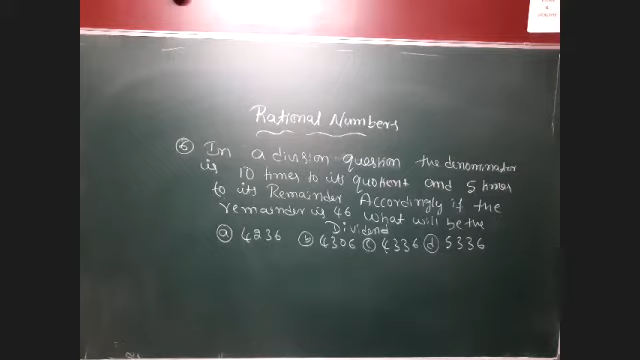 Rational Numbers
6 In a division question the denominator
is 10 times to its quotient and 5 times
to its Remainder Accordingly if the
remainder is 46 what will be the
Dividend
a 4236 b 4306 c 4336 d 5336